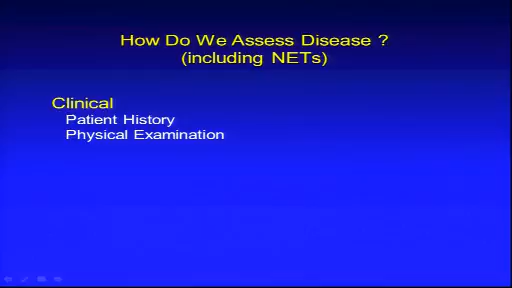 How Do We Assess Disease ?
(including NETs)
Clinical
Patient History
Physical Examination